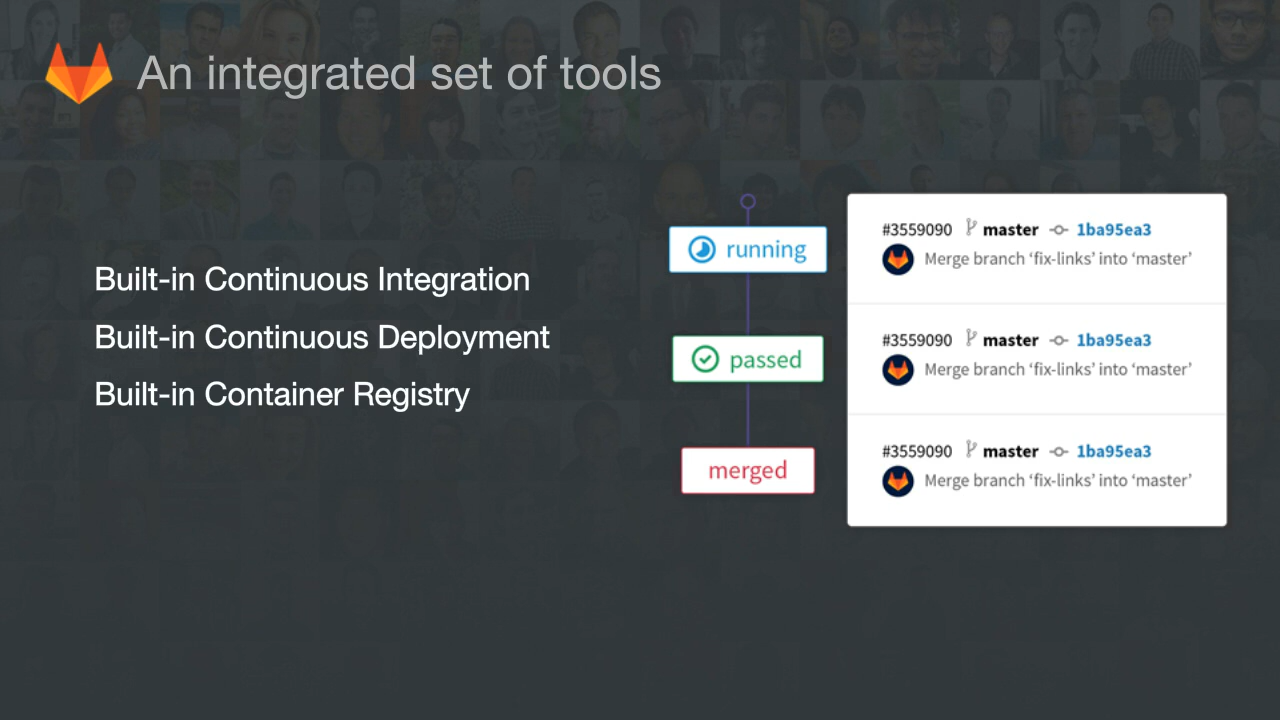 An integrated set of tools
Built-in Continuous Integration
Built-in Continuous Deployment
Built-in Container Registry
running
passed
merged
#3559090 master 1ba95ea3
Merge branch ‘fix-links’ into ‘master’
#3559090 master 1ba95ea3
Merge branch ‘fix-links’ into ‘master’
#3559090 master 1ba95ea3
Merge branch ‘fix-links’ into ‘master’